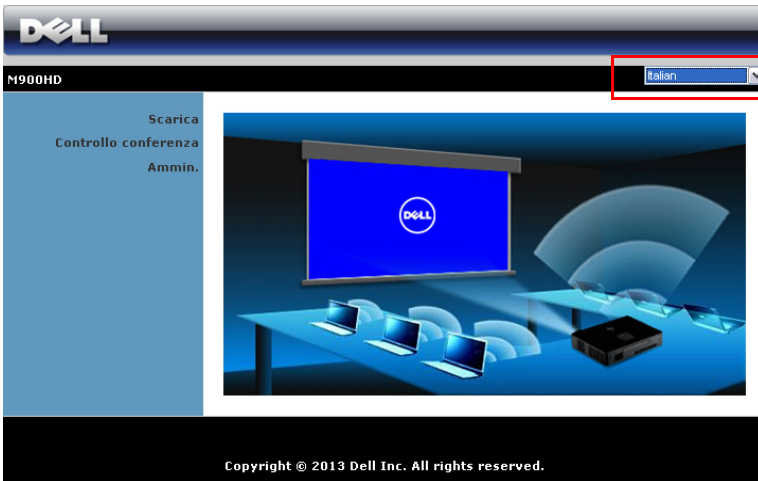 DELL
M900HD
Italian
Scarica
Controllo conferenza
Ammin.
DELL
Copyright © 2013 Dell Inc. All rights reserved.